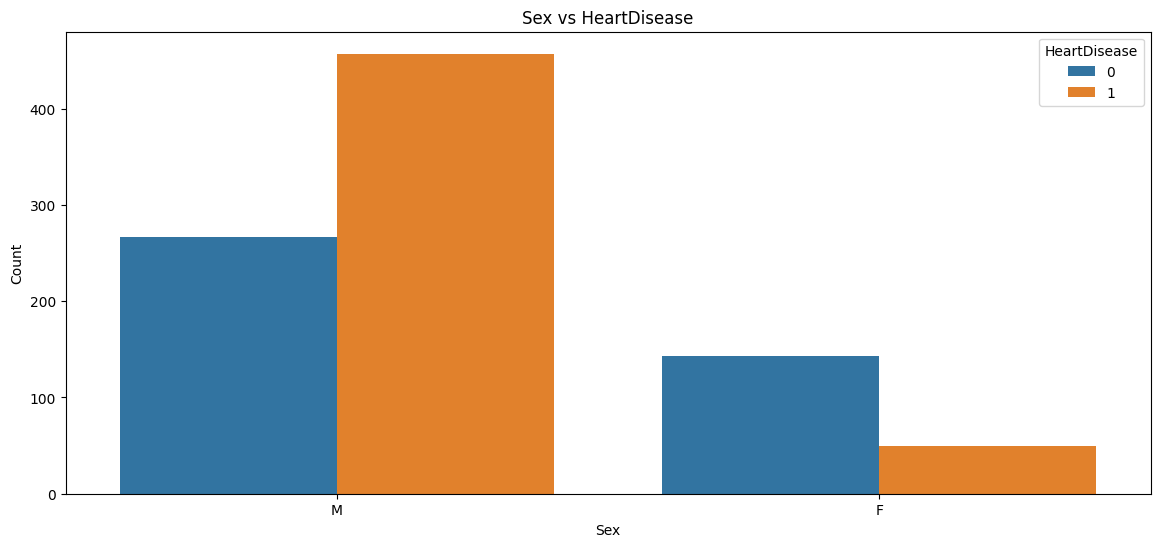 Sex vs HeartDisease
HeartDisease
0
1
Count
400
300
200
100
0
M
F
Sex